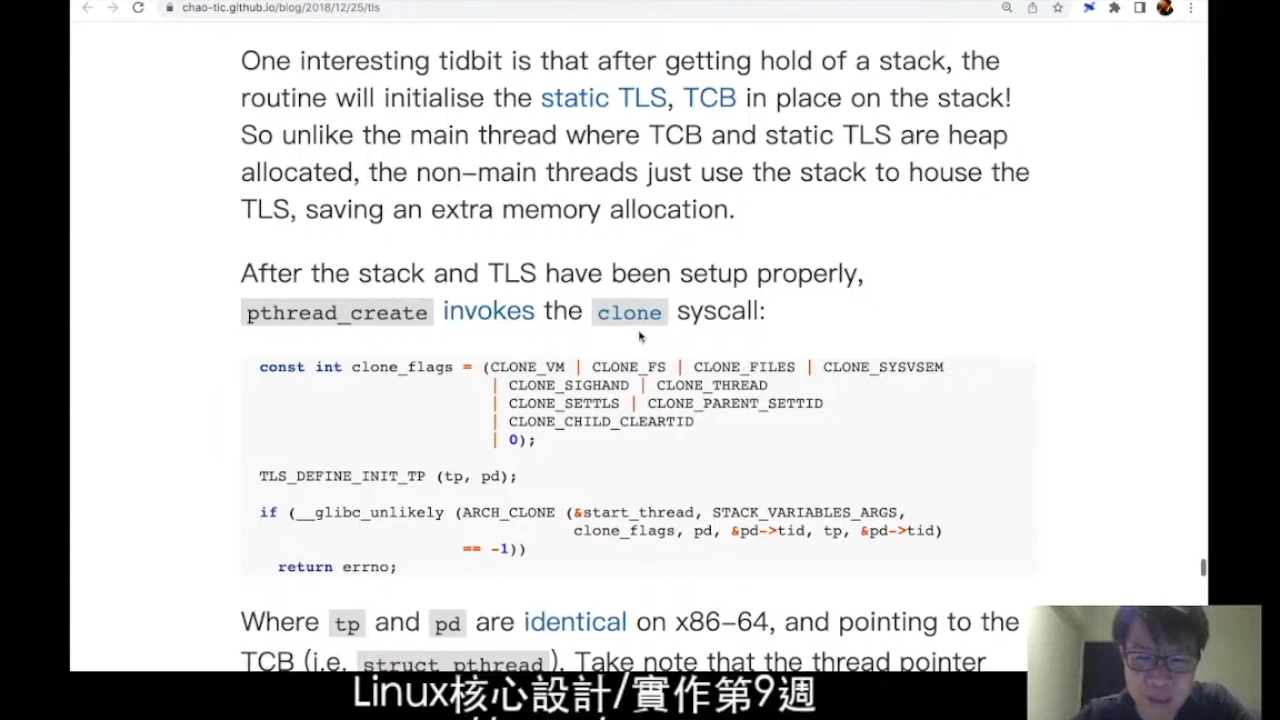 chao-tic.github.io/blog/2018/12/25/tls
One interesting tidbit is that after getting hold of a stack, the
routine will initialise the static TLS, TCB in place on the stack!
So unlike the main thread where TCB and static TLS are heap
allocated, the non-main threads just use the stack to house the
TLS, saving an extra memory allocation.
After the stack and TLS have been setup properly,
pthread_create invokes the clone syscall:
const int clone_flags = (CLONE_VM | CLONE_FS | CLONE_FILES | CLONE_SYSVSEM
| CLONE_SIGHAND | CLONE_THREAD
| CLONE_SETTLS | CLONE_PARENT_SETTID
| CLONE_CHILD_CLEARTID
| 0);
TLS_DEFINE_INIT_TP (tp, pd);
if (__glibc_unlikely (ARCH_CLONE (&start_thread, STACK_VARIABLES_ARGS,
clone_flags, pd, &pd->tid, tp, &pd->tid)
== -1))
return errno;
Where tp and pd are identical on x86-64, and pointing to the
TCB (i.e. struct pthread). Take note that the thread pointer
Linux核心設計/實作第9週